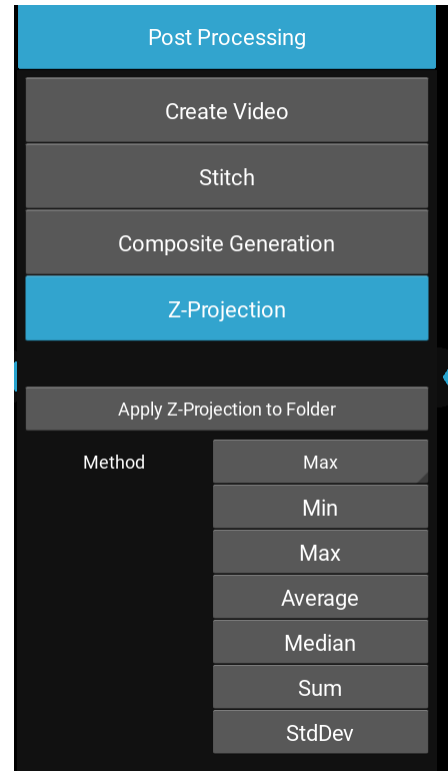 Post Processing
Create Video
Stitch
Composite Generation
Z-Projection
Apply Z-Projection to Folder
Method Max
Min
Max
Average
Median
Sum
StdDev